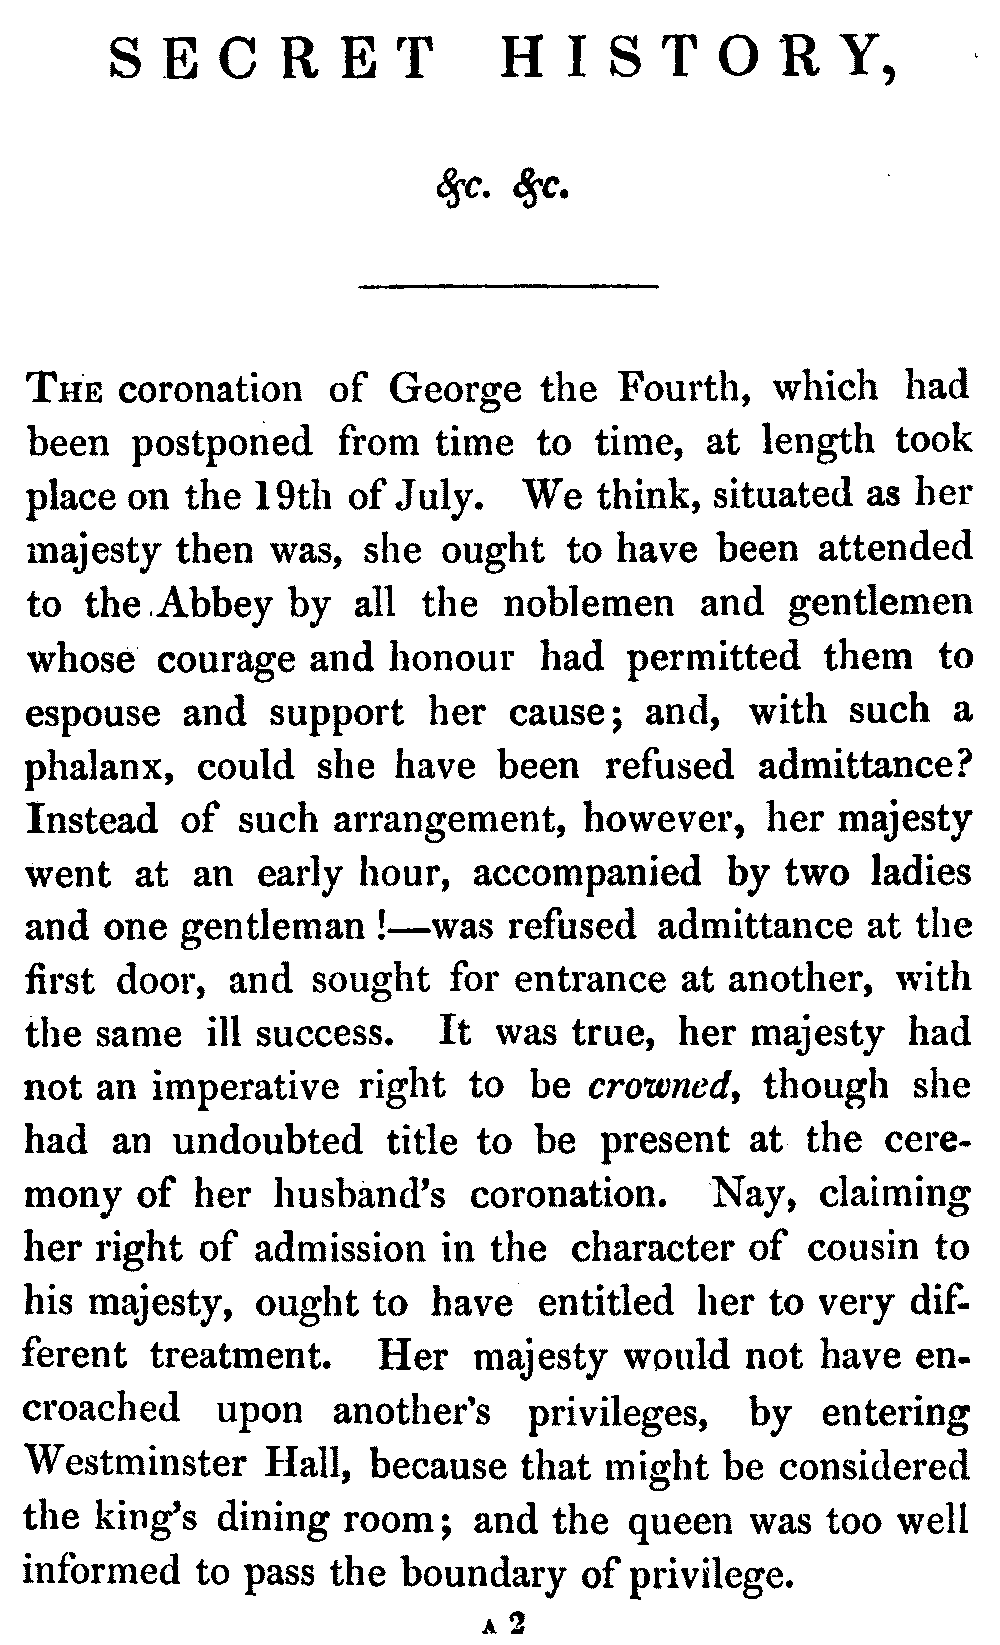 SECRET HISTORY,
&c. &c.
THE coronation of George the Fourth, which had
been postponed from time to time, at length took
place on the 19th of July. We think, situated as her
majesty then was, she ought to have been attended
to the Abbey by all the noblemen and gentlemen
whose courage and honour had permitted them to
espouse and support her cause; and, with such a
phalanx, could she have been refused admittance?
Instead of such arrangement, however, her majesty
went at an early hour, accompanied by two ladies
and one gentleman!—was refused admittance at the
first door, and sought for entrance at another, with
the same ill success. It was true, her majesty had
not an imperative right to be crowned, though she
had an undoubted title to be present at the cere-
mony of her husband's coronation. Nay, claiming
her right of admission in the character of cousin to
his majesty, ought to have entitled her to very dif-
ferent treatment. Her majesty would not have en-
croached upon another's privileges, by entering
Westminster Hall, because that might be considered
the king's dining room; and the queen was too well
informed to pass the boundary of privilege.
A 2